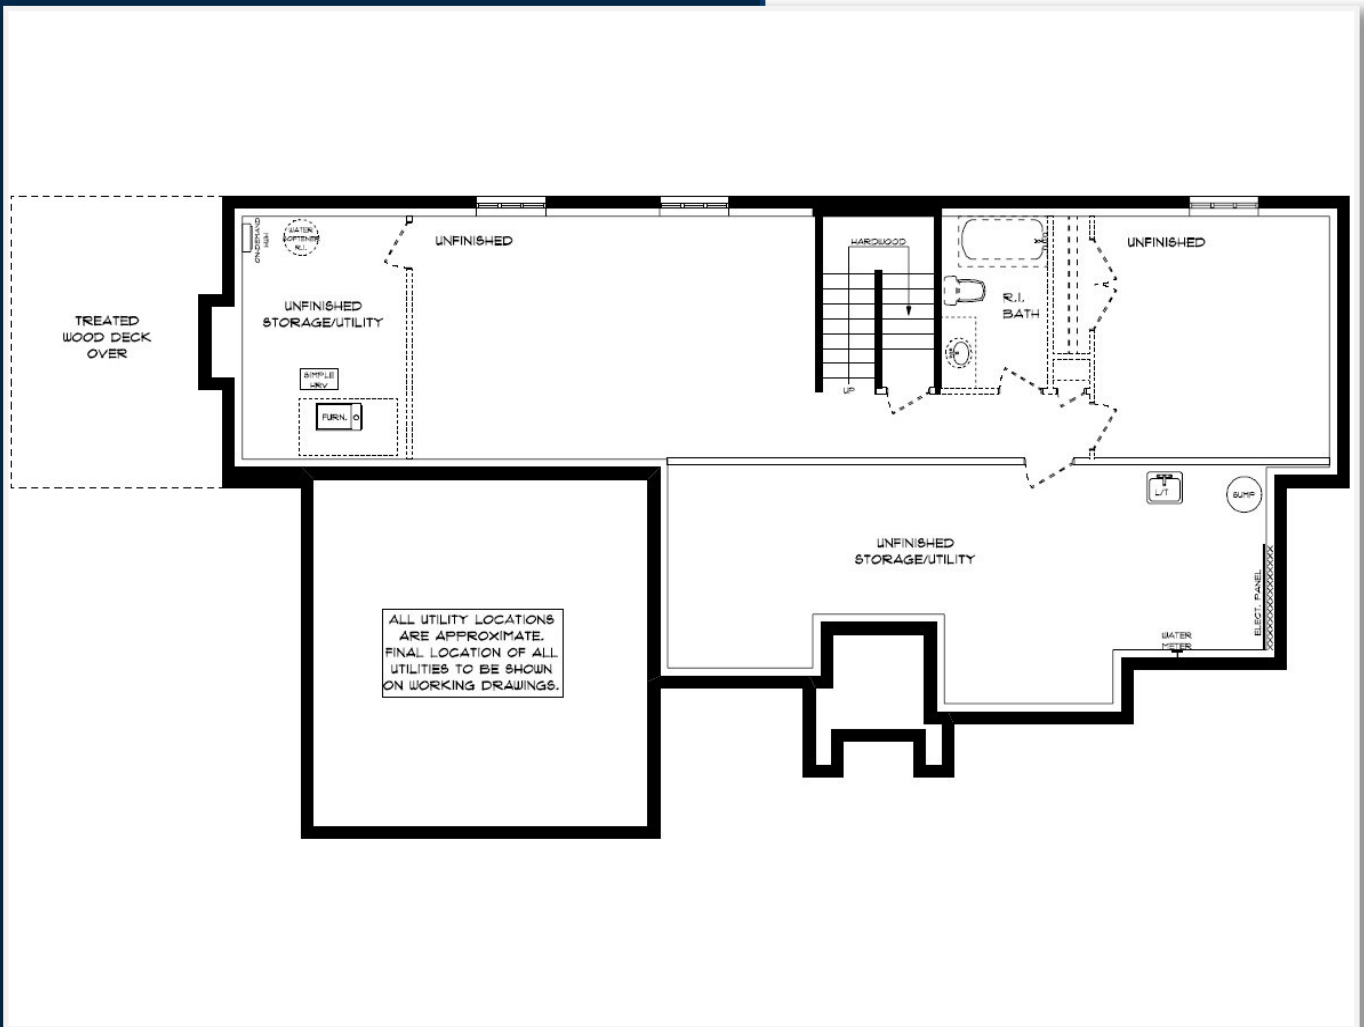 TREATED
WOOD DECK
OVER
ON-DEMAND
HWH
WATER
SOFTENER
R.I.
UNFINISHED
STORAGE/UTILITY
SIMPLE
HRV
FURN.
UNFINISHED
HARDWOOD
UP
R.I.
BATH
UNFINISHED
L/T
SUMP
UNFINISHED
STORAGE/UTILITY
ELECT. PANEL
WATER
METER
ALL UTILITY LOCATIONS
ARE APPROXIMATE.
FINAL LOCATION OF ALL
UTILITIES TO BE SHOWN
ON WORKING DRAWINGS.